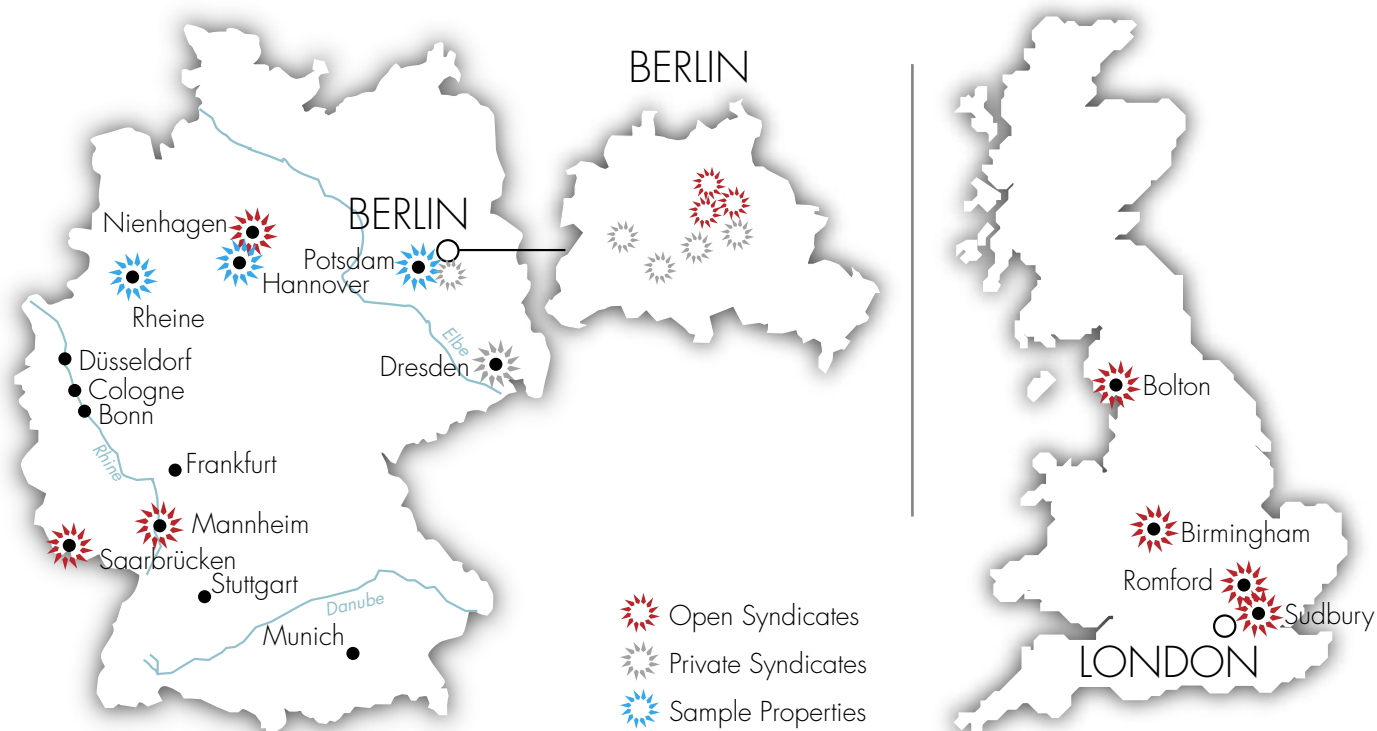 BERLIN
Nienhagen
BERLIN
Potsdam
Hannover
Rheine
Elbe
Düsseldorf
Dresden
Cologne
Bonn
Rhine
Frankfurt
Mannheim
Saarbrücken
Stuttgart
Danube
Munich
Open Syndicates
Private Syndicates
Sample Properties
Bolton
Birmingham
Romford
Sudbury
LONDON